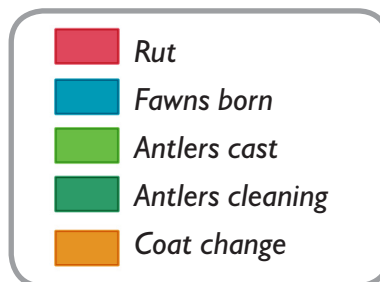 Rut
Fawns born
Antlers cast
Antlers cleaning
Coat change